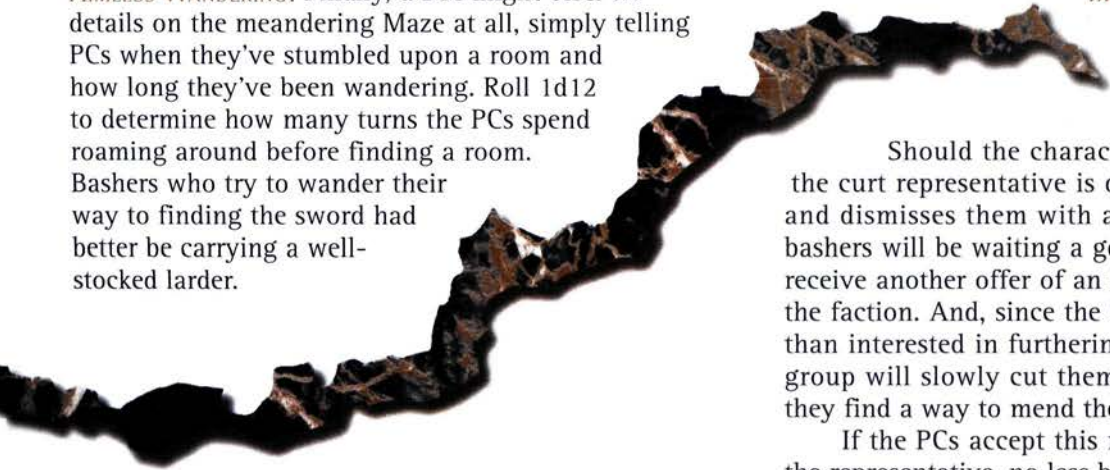 details on the meandering Maze at all, simply telling
PCs when they've stumbled upon a room and
how long they've been wandering. Roll 1d12
to determine how many turns the PCs spend
roaming around before finding a room.
Bashers who try to wander their
way to finding the sword had
better be carrying a well-
stocked larder.
Should the charac
the curt representative is
and dismisses them with a
bashers will be waiting a
receive another offer of an
the faction. And, since the
than interested in furtherin
group will slowly cut them
they find a way to mend the
If the PCs accept this